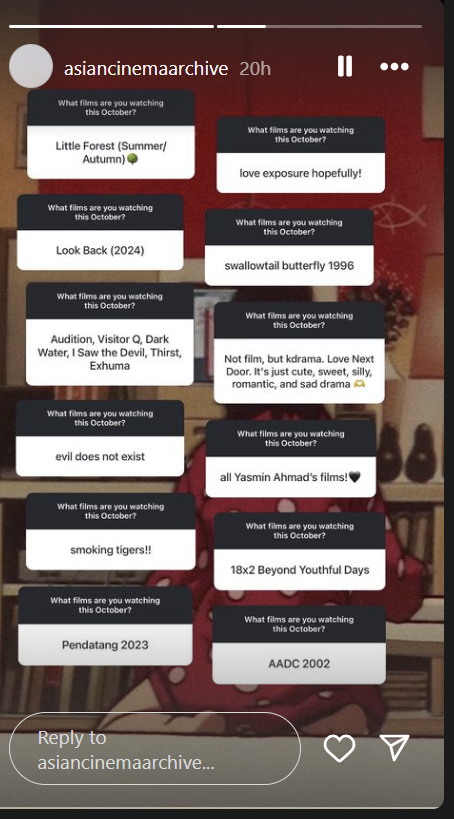 asiancinemaarchive 20h
What films are you watching
this October?
Little Forest (Summer/
Autumn)🌳
What films are you watching
this October?
love exposure hopefully!
What films are you watching
this October?
Look Back (2024)
What films are you watching
this October?
swallowtail butterfly 1996
What films are you watching
this October?
Audition, Visitor Q, Dark
Water, I Saw the Devil, Thirst,
Exhuma
What films are you watching
this October?
Not film, but kdrama. Love Next
Door. It's just cute, sweet, silly,
romantic, and sad drama 🫶
What films are you watching
this October?
evil does not exist
What films are you watching
this October?
all Yasmin Ahmad's films!🖤
What films are you watching
this October?
smoking tigers!!
What films are you watching
this October?
18x2 Beyond Youthful Days
What films are you watching
this October?
Pendatang 2023
What films are you watching
this October?
AADC 2002
Reply to
asiancinemaarchive...